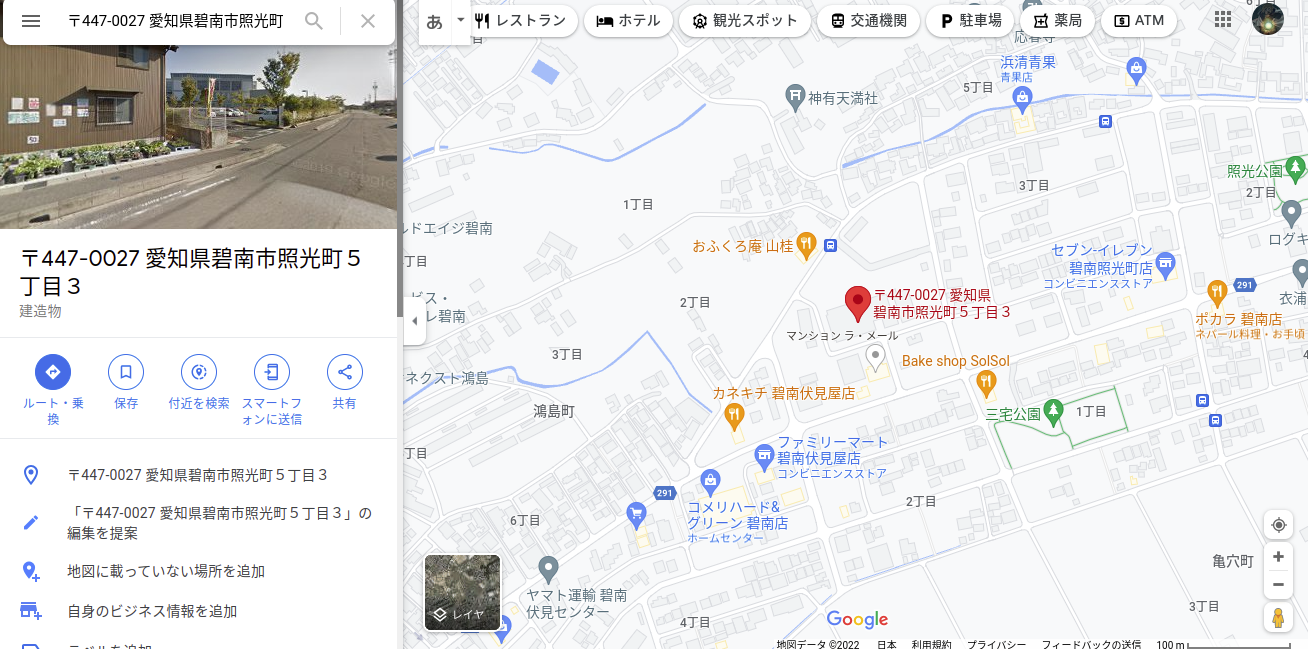 〒447-0027 愛知県碧南市照光町
〒447-0027 愛知県碧南市照光町５
丁目３
建造物
ルート・乗
換
保存
付近を検索
スマートフ
ォンに送信
共有
〒447-0027 愛知県碧南市照光町５丁目３
「〒447-0027 愛知県碧南市照光町５丁目３」の
編集を提案
地図に載っていない場所を追加
自身のビジネス情報を追加
ラベルを追加
あ
レストラン
ホテル
観光スポット
交通機関
駐車場
薬局
ATM
浜清青果
青果店
5丁目
神有天満社
照光公園
2丁目
3丁目
1丁目
ルドエイジ碧南
丁目
おふくろ庵 山桂
セブン-イレブン
碧南照光町店
コンビニエンスストア
ログキ
291
衣浦
ポカラ 碧南店
ネパール料理・お手頃
〒447-0027 愛知県
碧南市照光町５丁目３
2丁目
ビス・
レ碧南
マンション ラ・メール
3丁目
ネクスト鴻島
Bake shop SolSol
カネキチ 碧南伏見屋店
鴻島町
三宅公園
1丁目
丁目
ファミリーマート
碧南伏見屋店
コンビニエンスストア
291
コメリハード&
グリーン 碧南店
ホームセンター
2丁目
6丁目
亀穴町
ヤマト運輸 碧南
伏見センター
3丁目
4丁目
レイヤ
Google
地図データ ©2022
日本
利用規約
プライバシー
フィードバックの送信
100 m